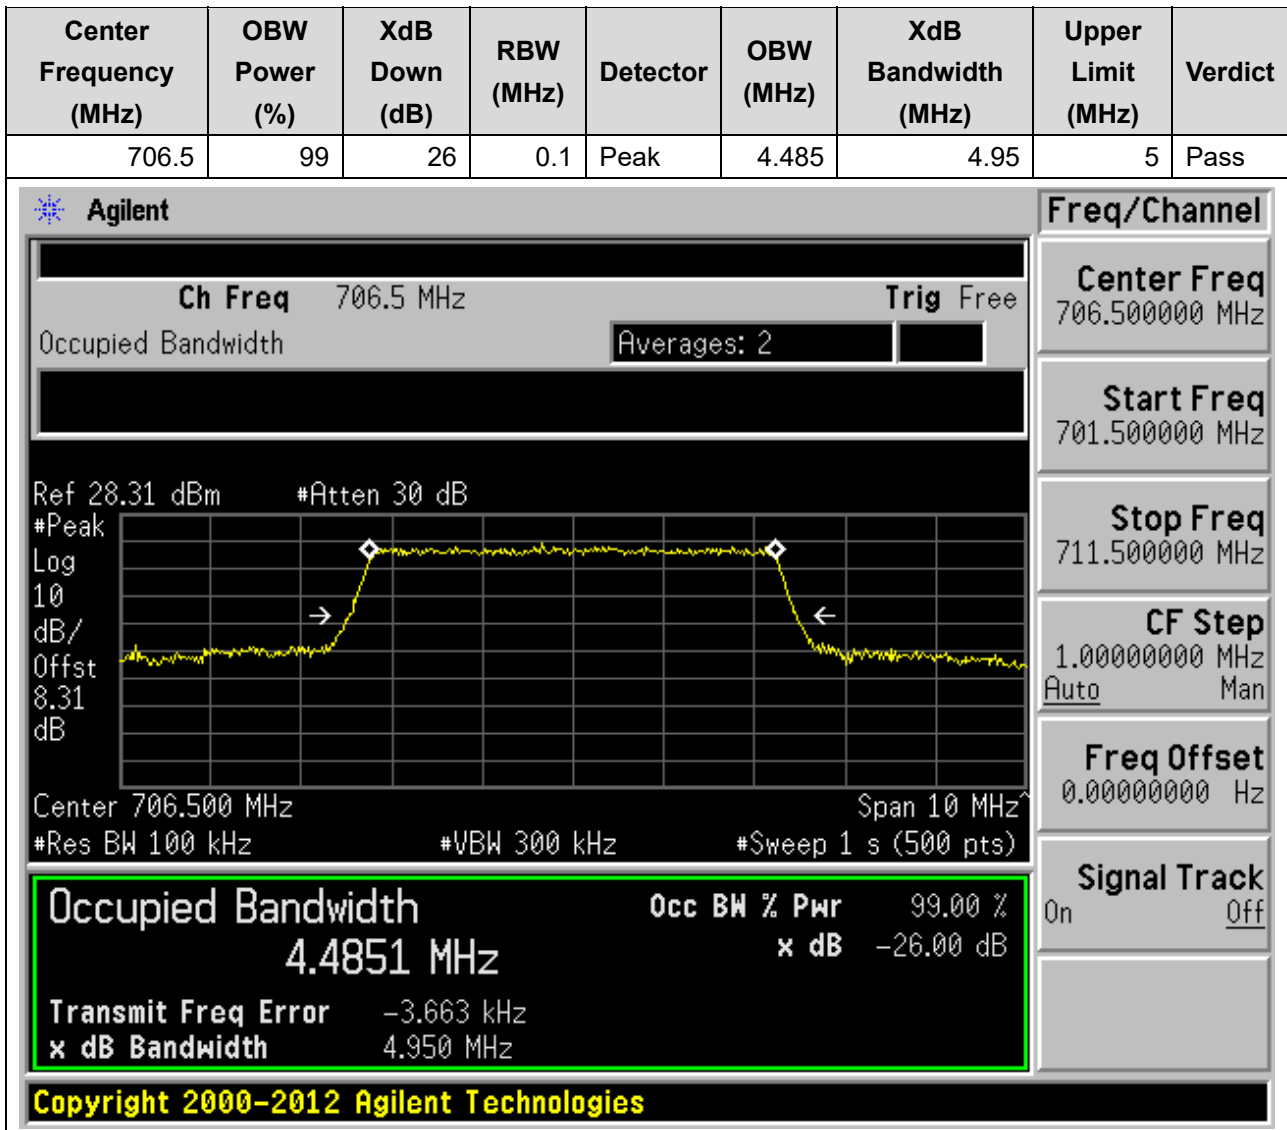 Center Frequency (MHz) OBW Power (%) XdB Down (dB) RBW (MHz) Detector OBW (MHz) XdB Bandwidth (MHz) Upper Limit (MHz) Verdict
706.5 99 26 0.1 Peak 4.485 4.95 5 Pass
Agilent
Ch Freq 706.5 MHz Trig Free
Occupied Bandwidth Averages: 2
Ref 28.31 dBm #Atten 30 dB
#Peak
Log
10
dB/
Offst
8.31
dB
Center 706.500 MHz Span 10 MHz^
#Res BW 100 kHz #VBW 300 kHz #Sweep 1 s (500 pts)
Occupied Bandwidth Occ BW % Pwr 99.00 %
4.4851 MHz x dB -26.00 dB
Transmit Freq Error -3.663 kHz
x dB Bandwidth 4.950 MHz
Copyright 2000-2012 Agilent Technologies
Freq/Channel
Center Freq
706.500000 MHz
Start Freq
701.500000 MHz
Stop Freq
711.500000 MHz
CF Step
1.00000000 MHz
Auto Man
Freq Offset
0.00000000 Hz
Signal Track
On Off